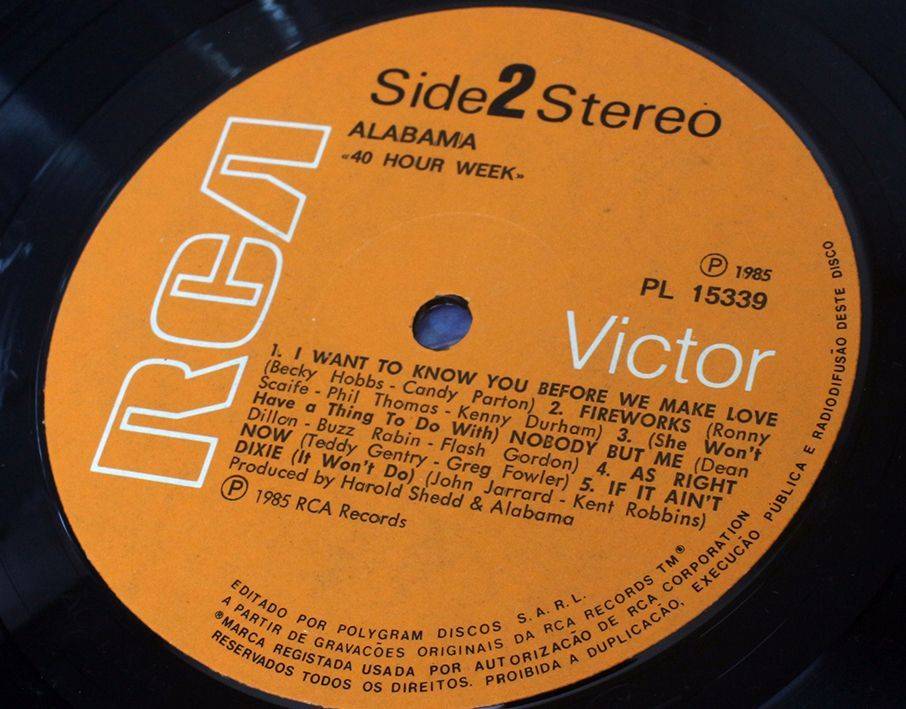 Side 2 Stereo
ALABAMA
«40 HOUR WEEK»
RCA
Ⓟ 1985
PL 15339
Victor
1. I WANT TO KNOW YOU BEFORE WE MAKE LOVE
(Becky Hobbs - Candy Parton) 2. FIREWORKS (Ronny
Scaife - Phil Thomas - Kenny Durham) 3. (She Won't
Have a Thing To Do With) NOBODY BUT ME (Dean
Dillon - Buzz Rabin - Flash Gordon) 4. AS RIGHT
NOW (Teddy Gentry - Greg Fowler) 5. IF IT AIN'T
DIXIE (It Won't Do) (John Jarrard - Kent Robbins)
Produced by Harold Shedd & Alabama
Ⓟ 1985 RCA Records
EDITADO POR POLYGRAM DISCOS S.A.R.L.
A PARTIR DE GRAVAÇÕES ORIGINAIS DA RCA RECORDS TM®
®MARCA REGISTADA USADA POR AUTORIZAÇÃO DE RCA CORPORATION
RESERVADOS TODOS OS DIREITOS. PROIBIDA A DUPLICAÇÃO, EXECUÇÃO PÚBLICA E RADIODIFUSÃO DESTE DISCO